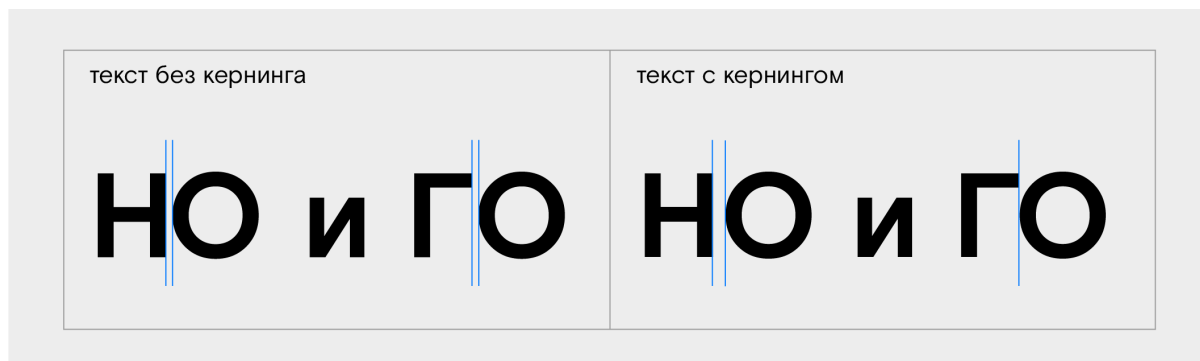 текст без кернинга
НО и ГО
текст с кернингом
НО и ГО